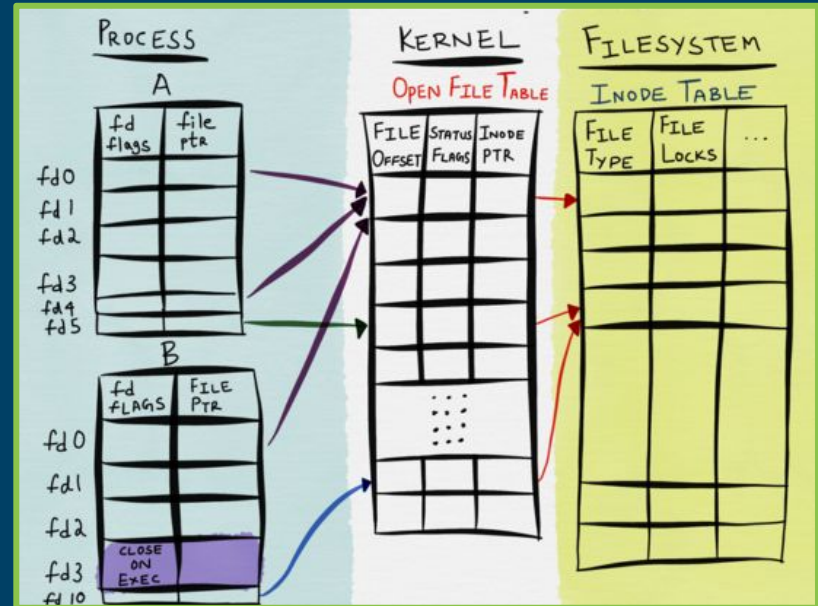 PROCESS
A
fd flags
file ptr
fd0
fd1
fd2
fd3
fd4
fd5
B
fd FLAGS
FILE PTR
fd0
fd1
fd2
fd3
CLOSE ON EXEC
fd10
KERNEL
OPEN FILE TABLE
FILE OFFSET
STATUS FLAGS
INODE PTR
FILESYSTEM
INODE TABLE
FILE TYPE
FILE LOCKS
...